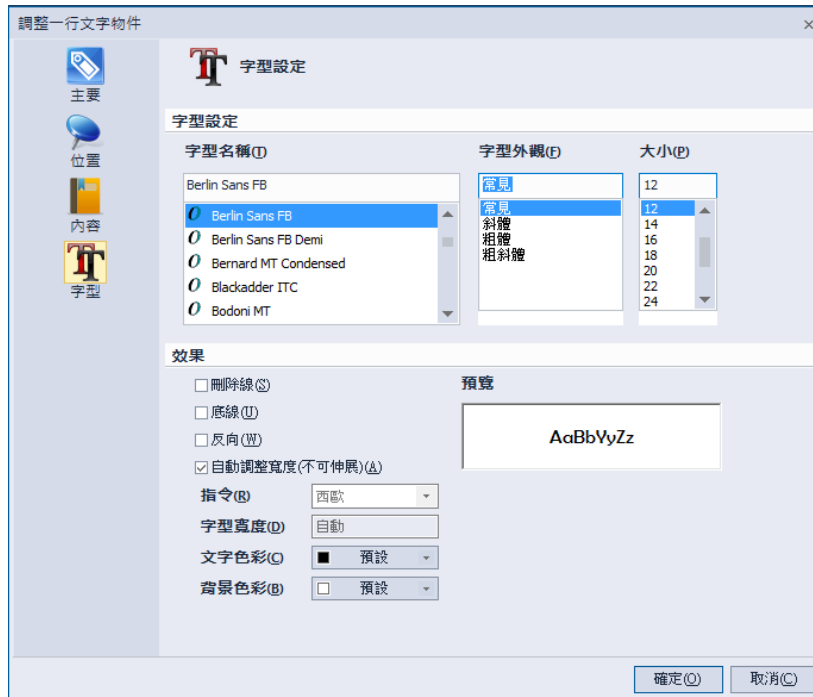 調整一行文字物件
主要
位置
內容
字型
字型設定
字型設定
字型名稱(T) 字型外觀(F) 大小(P)
Berlin Sans FB 常見 12
Berlin Sans FB
Berlin Sans FB Demi
Bernard MT Condensed
Blackadder ITC
Bodoni MT
常見
斜體
粗體
粗斜體
12
14
16
18
20
22
24
效果
刪除線(S)
底線(U)
反向(W)
自動調整寬度(不可伸展)(A)
指令(R) 西歐
字型寬度(D) 自動
文字色彩(C) 預設
背景色彩(B) 預設
預覽
AaBbYyZz
確定(O) 取消(C)